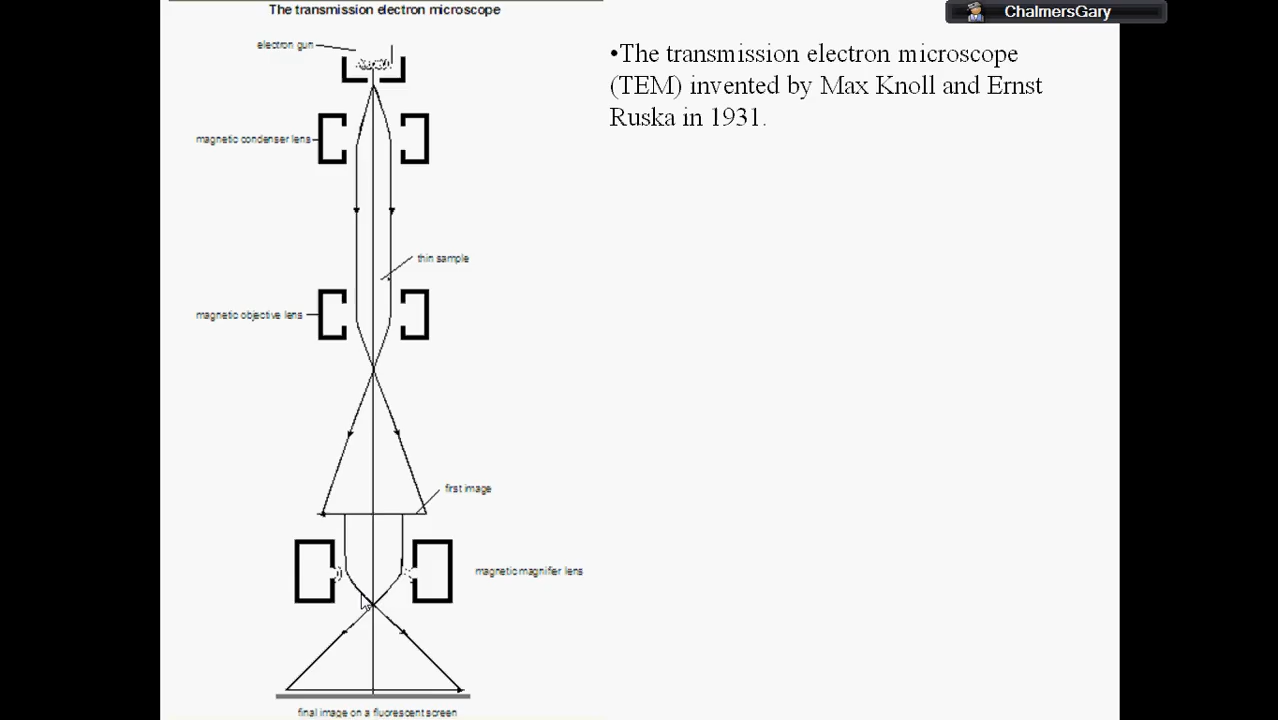 The transmission electron microscope
ChalmersGary
electron gun
•The transmission electron microscope
(TEM) invented by Max Knoll and Ernst
Ruska in 1931.
magnetic condenser lens
thin sample
magnetic objective lens
first image
magnetic magnifer lens
final image on a fluorescent screen